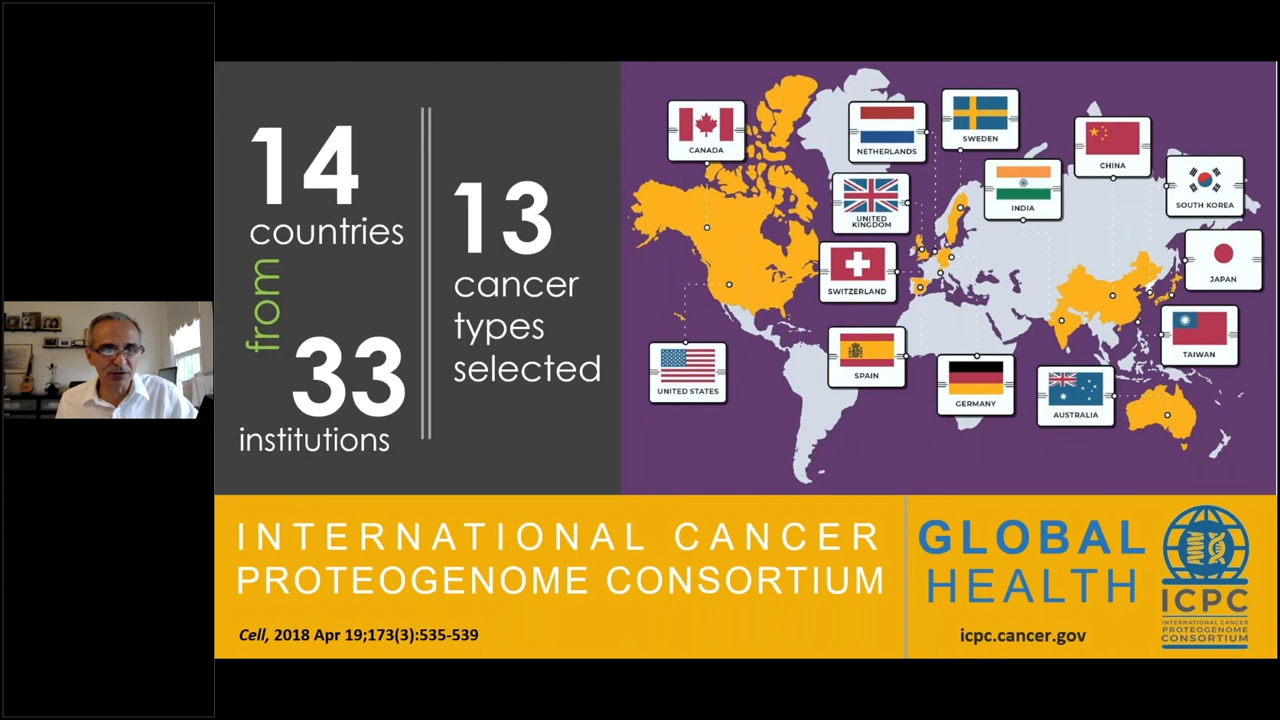 14
countries
from
33
institutions
13
cancer
types
selected
CANADA
NETHERLANDS
SWEDEN
CHINA
UNITED
KINGDOM
INDIA
SOUTH KOREA
SWITZERLAND
JAPAN
UNITED STATES
SPAIN
GERMANY
AUSTRALIA
TAIWAN
INTERNATIONAL CANCER
PROTEOGENOME CONSORTIUM
Cell, 2018 Apr 19;173(3):535-539
GLOBAL
HEALTH
icpc.cancer.gov
ICPC
INTERNATIONAL CANCER
PROTEOGENOME
CONSORTIUM